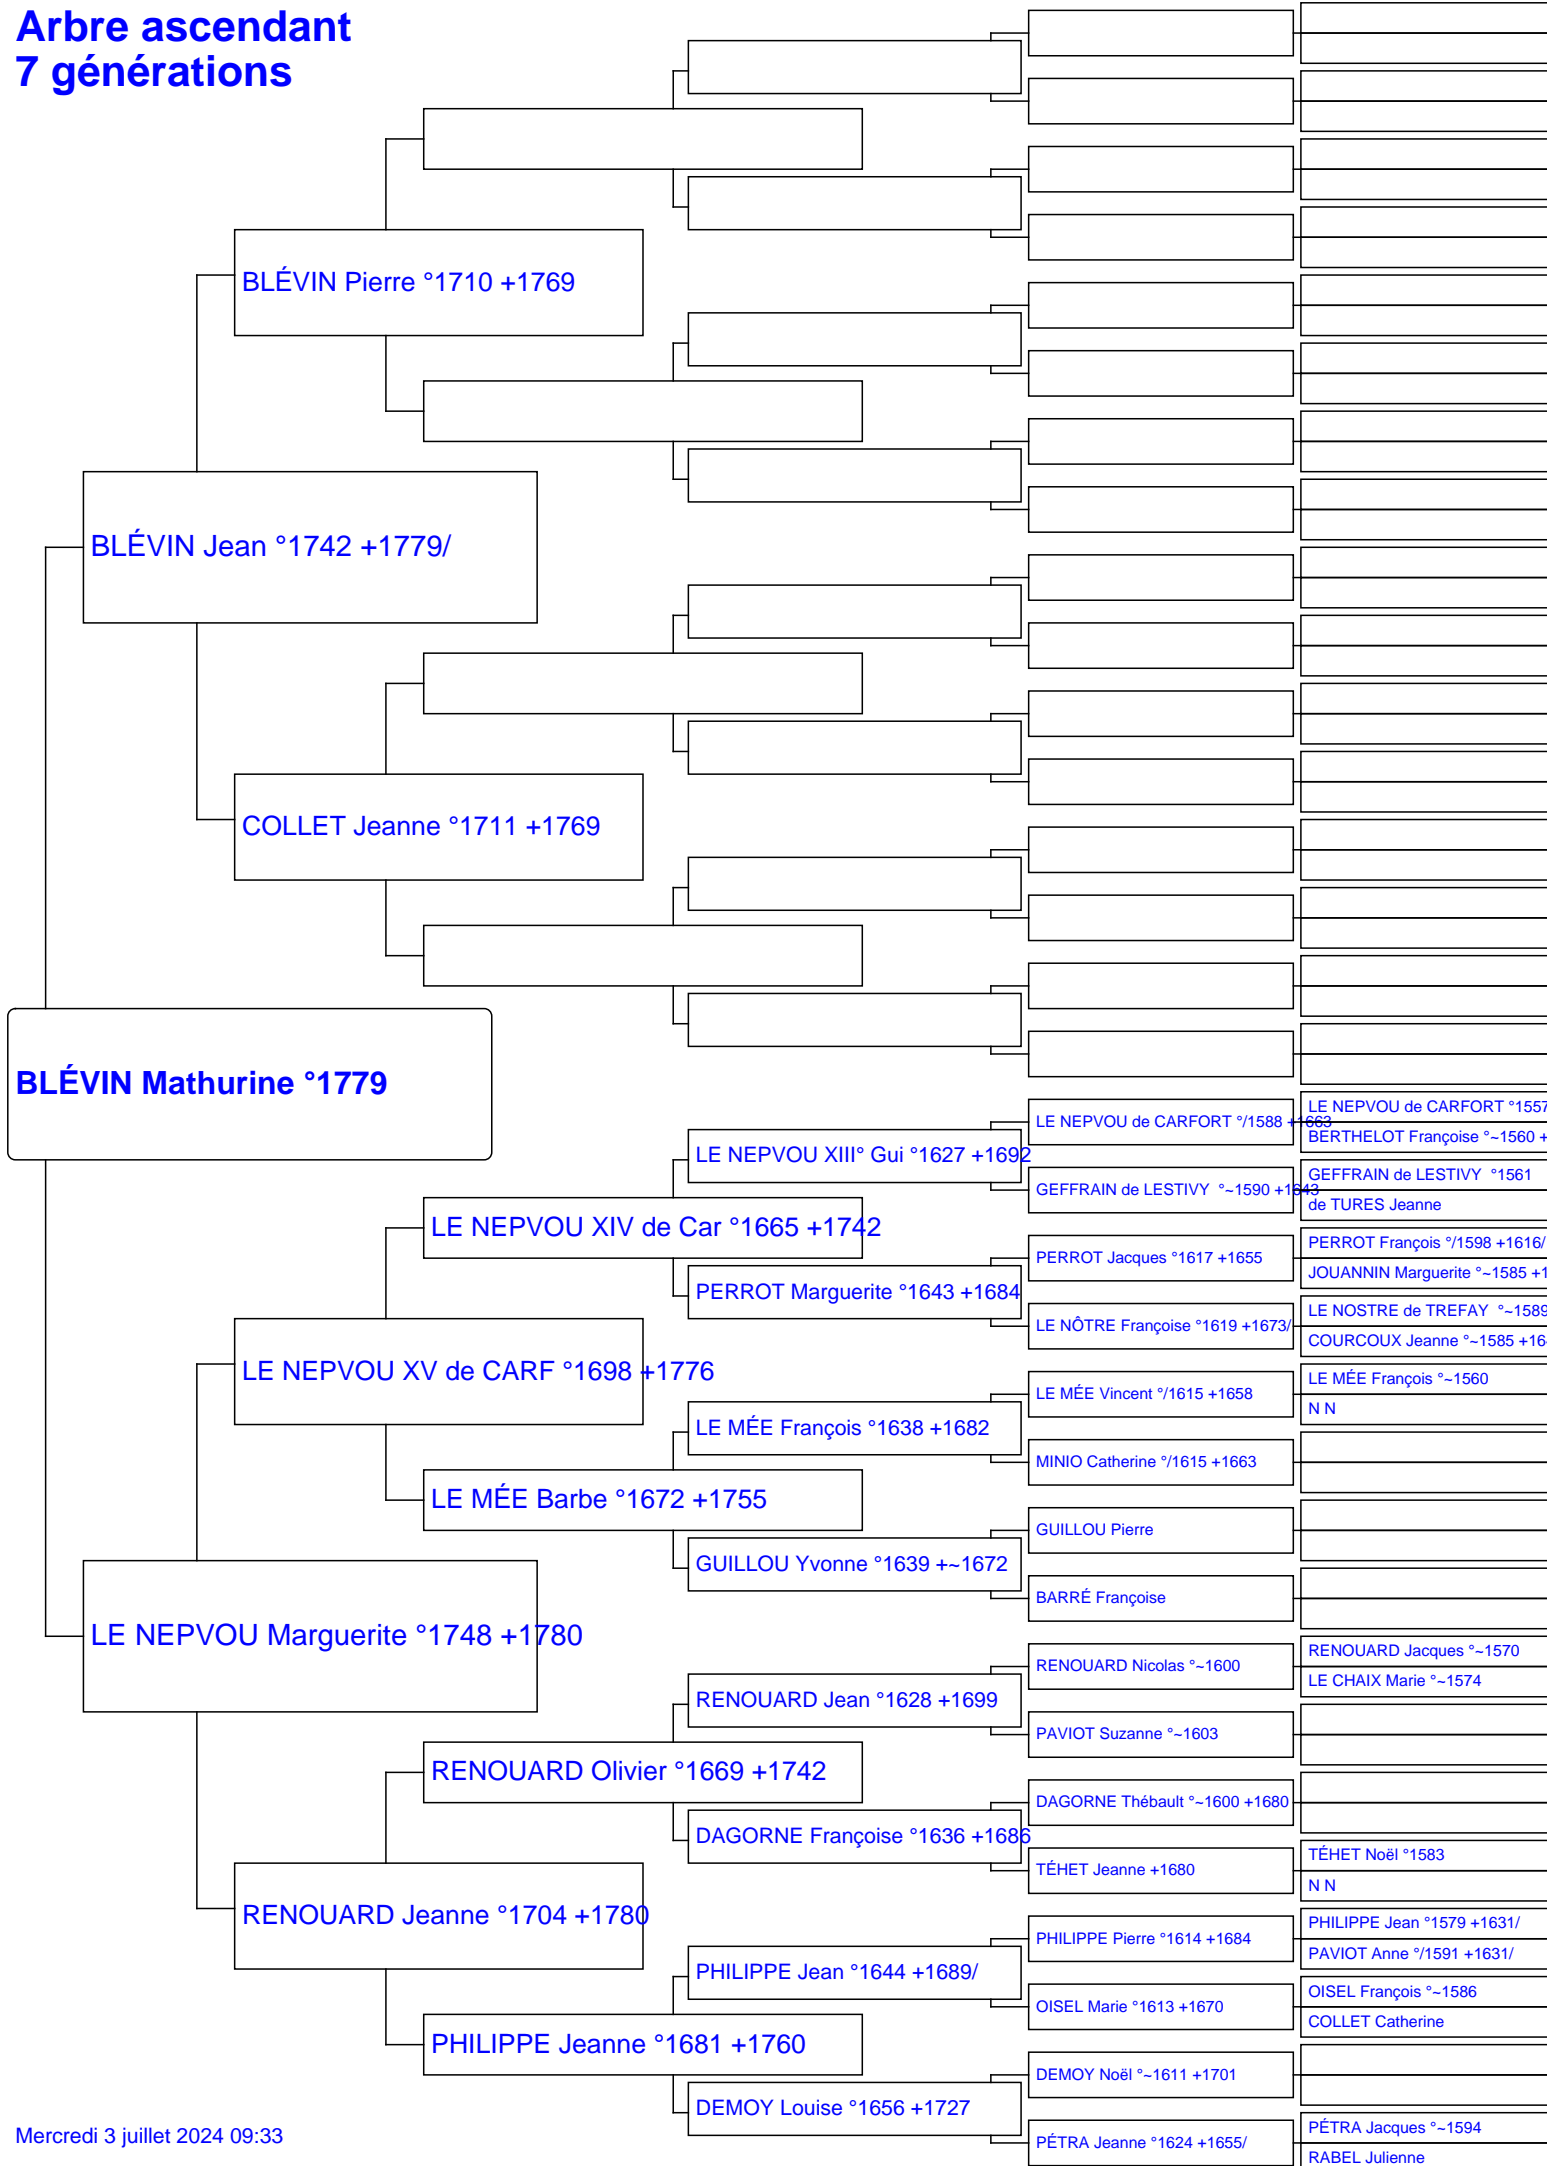 Arbre ascendant
7 générations
BLÉVIN Pierre °1710 +1769
BLÉVIN Jean °1742 +1779/
COLLET Jeanne °1711 +1769
BLÉVIN Mathurine °1779
LE NEPVOU de CARFORT °/1588 +1663
LE NEPVOU de CARFORT °1557
BERTHELOT Françoise °~1560 +
LE NEPVOU XIII° Gui °1627 +1692
GEFFRAIN de LESTIVY °~1590 +1643
GEFFRAIN de LESTIVY °1561
de TURES Jeanne
LE NEPVOU XIV de Car °1665 +1742
PERROT Jacques °1617 +1655
PERROT François °/1598 +1616/
JOUANNIN Marguerite °~1585 +1
PERROT Marguerite °1643 +1684
LE NÔTRE Françoise °1619 +1673/
LE NOSTRE de TREFAY °~1589
COURCOUX Jeanne °~1585 +16
LE NEPVOU XV de CARF °1698 +1776
LE MÉE Vincent °/1615 +1658
LE MÉE François °~1560
N N
LE MÉE François °1638 +1682
MINIO Catherine °/1615 +1663
LE MÉE Barbe °1672 +1755
GUILLOU Pierre
GUILLOU Yvonne °1639 +~1672
BARRÉ Françoise
LE NEPVOU Marguerite °1748 +1780
RENOUARD Nicolas °~1600
RENOUARD Jacques °~1570
LE CHAIX Marie °~1574
RENOUARD Jean °1628 +1699
PAVIOT Suzanne °~1603
RENOUARD Olivier °1669 +1742
DAGORNE Thébault °~1600 +1680
DAGORNE Françoise °1636 +1686
TÉHET Jeanne +1680
TÉHET Noël °1583
N N
RENOUARD Jeanne °1704 +1780
PHILIPPE Pierre °1614 +1684
PHILIPPE Jean °1579 +1631/
PAVIOT Anne °/1591 +1631/
PHILIPPE Jean °1644 +1689/
OISEL Marie °1613 +1670
OISEL François °~1586
COLLET Catherine
PHILIPPE Jeanne °1681 +1760
DEMOY Noël °~1611 +1701
DEMOY Louise °1656 +1727
PÉTRA Jeanne °1624 +1655/
PÉTRA Jacques °~1594
RABEL Julienne
Mercredi 3 juillet 2024 09:33